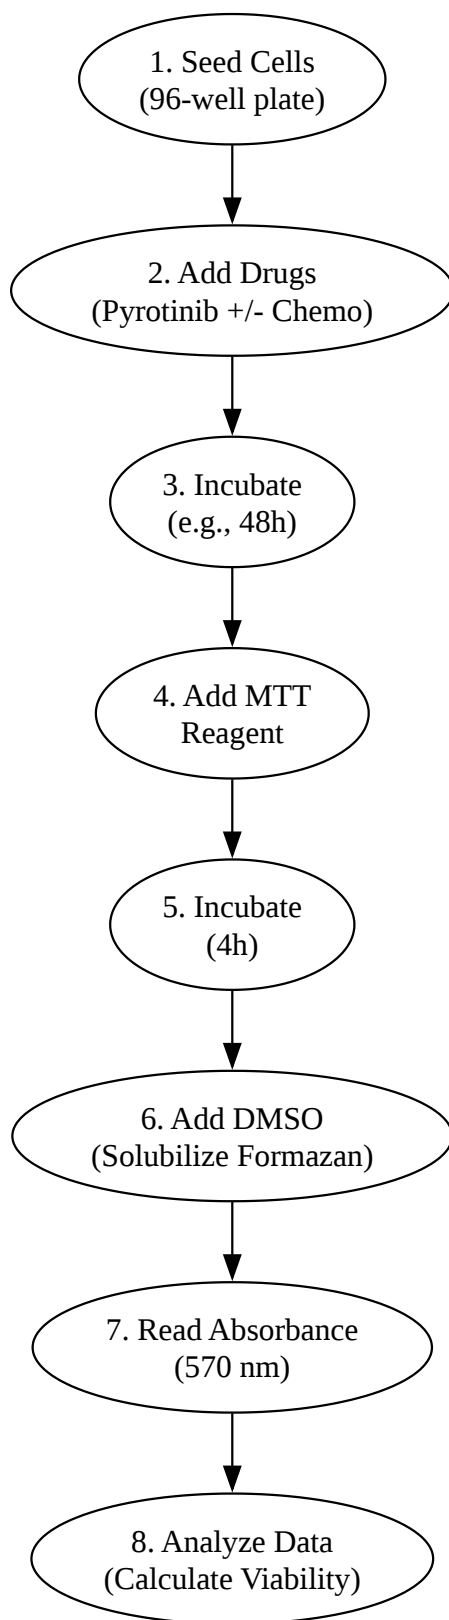 1. Seed Cells
(96-well plate)
2. Add Drugs
(Pyrotinib +/- Chemo)
3. Incubate
(e.g., 48h)
4. Add MTT
Reagent
5. Incubate
(4h)
6. Add DMSO
(Solubilize Formazan)
7. Read Absorbance
(570 nm)
8. Analyze Data
(Calculate Viability)